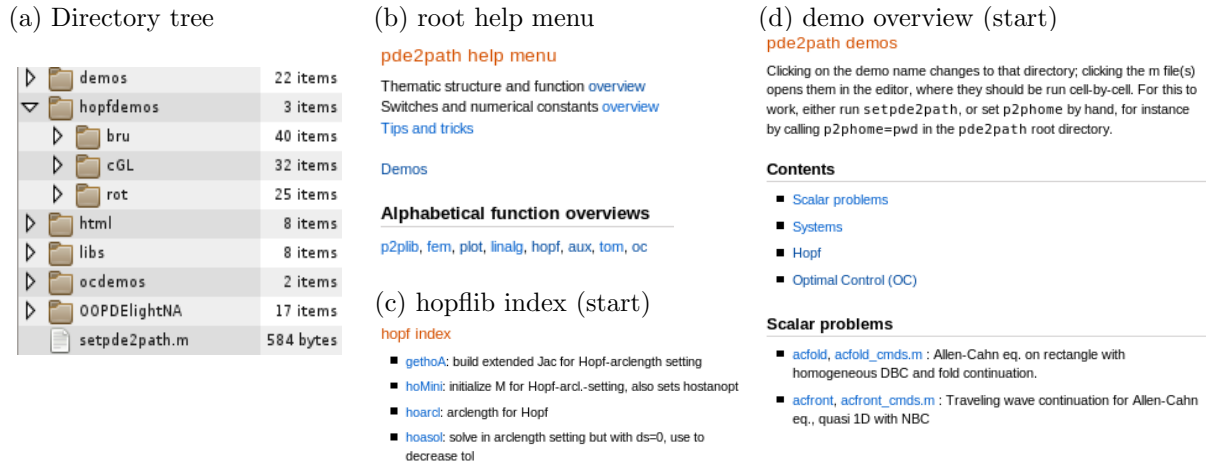 (a) Directory tree
demos 22 items
hopfdemos 3 items
bru 40 items
cGL 32 items
rot 25 items
html 8 items
libs 8 items
ocdemos 2 items
OOPDElightNA 17 items
setpde2path.m 584 bytes
(b) root help menu
pde2path help menu
Thematic structure and function overview
Switches and numerical constants overview
Tips and tricks
Demos
Alphabetical function overviews
p2plib, fem, plot, linalg, hopf, aux, tom, oc
(c) hopflib index (start)
hopf index
gethoA: build extended Jac for Hopf-arclength setting
hoMini: initialize M for Hopf-arcl.-setting, also sets hostanopt
hoarcl: arclength for Hopf
hoasol: solve in arclength setting but with ds=0, use to
decrease tol
(d) demo overview (start)
pde2path demos
Clicking on the demo name changes to that directory; clicking the m file(s)
opens them in the editor, where they should be run cell-by-cell. For this to
work, either run setpde2path, or set p2phome by hand, for instance
by calling p2phome=pwd in the pde2path root directory.
Contents
Scalar problems
Systems
Hopf
Optimal Control (OC)
Scalar problems
acfold, acfold_cmds.m : Allen-Cahn eq. on rectangle with
homogeneous DBC and fold continuation.
acfront, acfront_cmds.m : Traveling wave continuation for Allen-Cahn
eq., quasi 1D with NBC